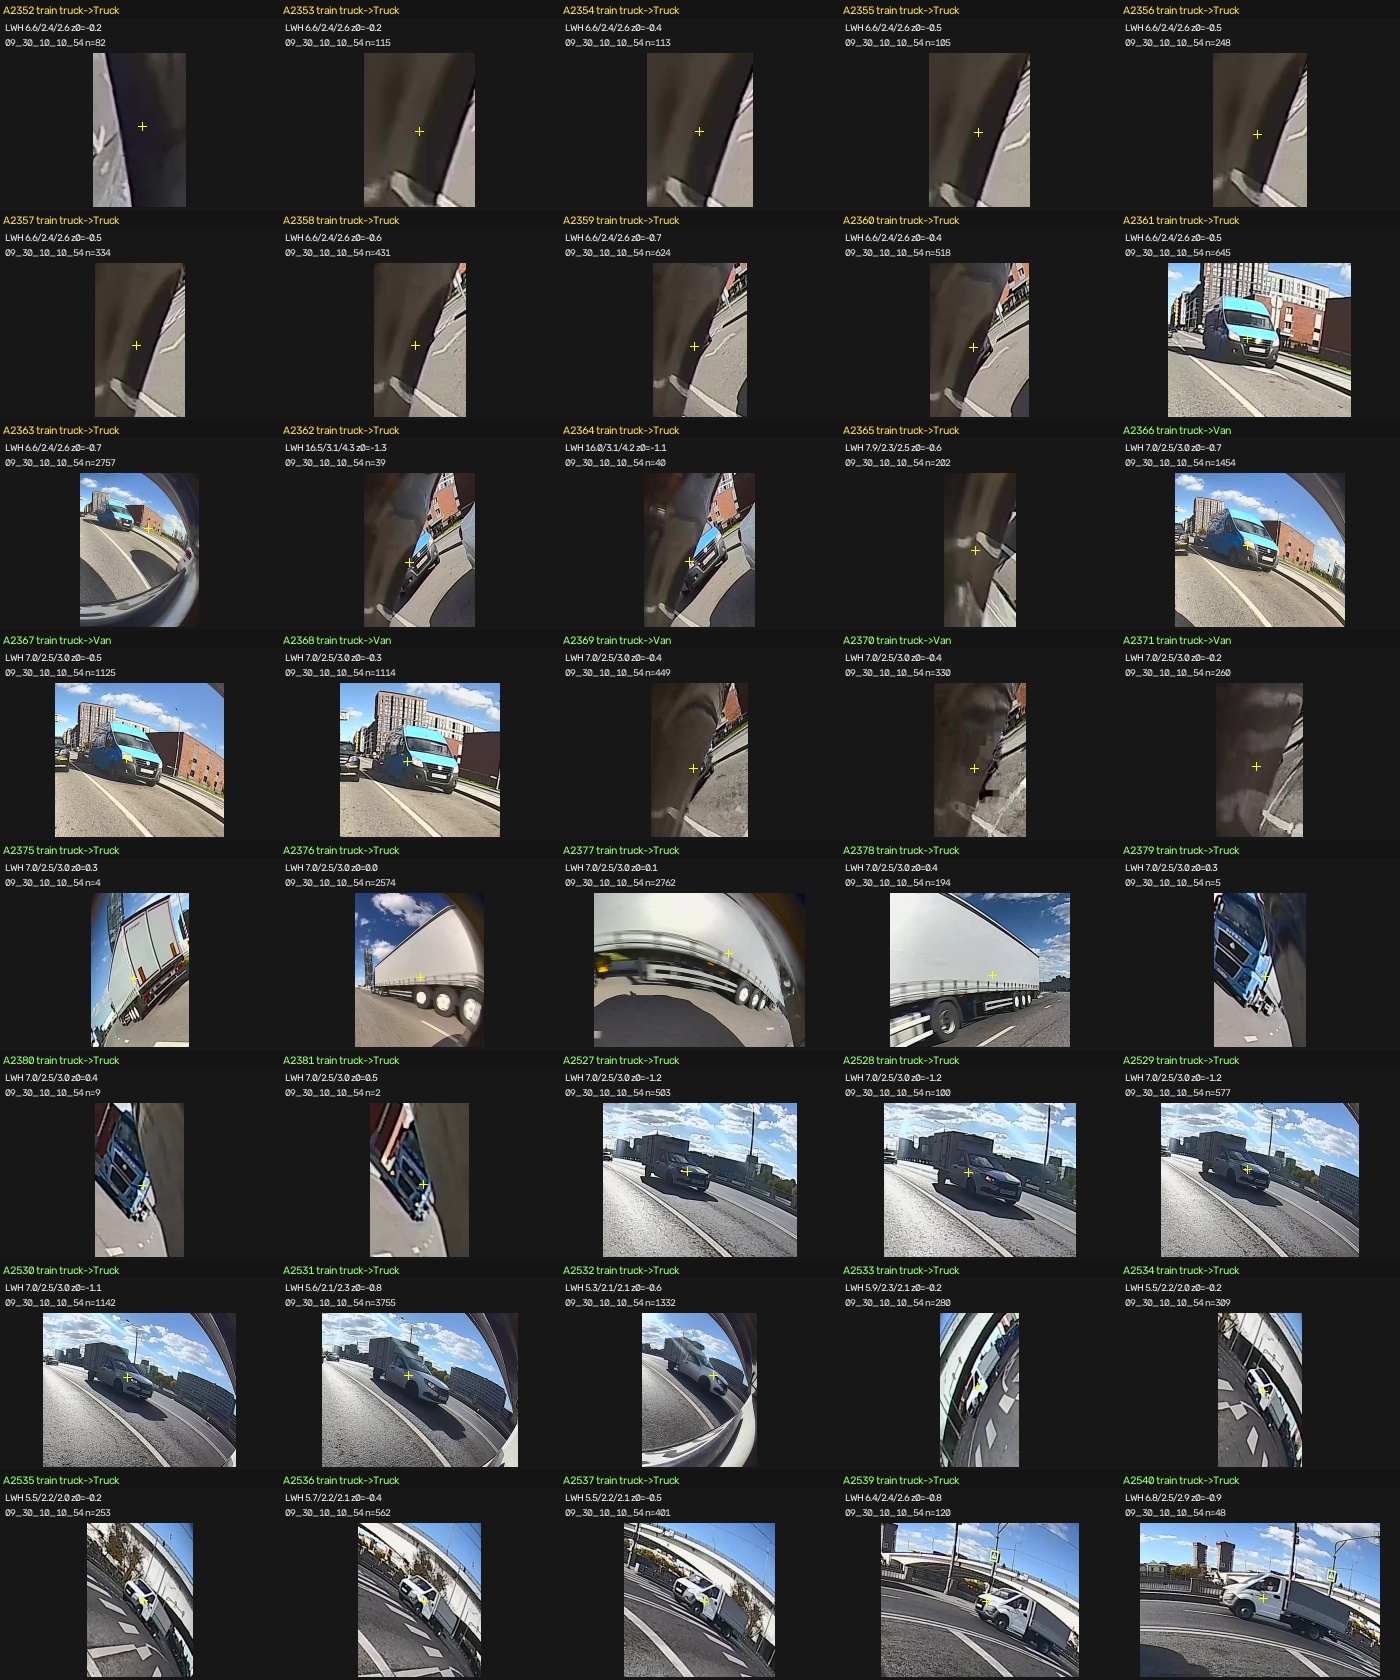 A2352 train truck->Truck
LWH 6.6/2.4/2.6 z0=-0.2
09_30_10_10_54 n=82
A2353 train truck->Truck
LWH 6.6/2.4/2.6 z0=-0.2
09_30_10_10_54 n=115
A2354 train truck->Truck
LWH 6.6/2.4/2.6 z0=-0.4
09_30_10_10_54 n=113
A2355 train truck->Truck
LWH 6.6/2.4/2.6 z0=-0.5
09_30_10_10_54 n=105
A2356 train truck->Truck
LWH 6.6/2.4/2.6 z0=-0.5
09_30_10_10_54 n=248
A2357 train truck->Truck
LWH 6.6/2.4/2.6 z0=-0.5
09_30_10_10_54 n=334
A2358 train truck->Truck
LWH 6.6/2.4/2.6 z0=-0.6
09_30_10_10_54 n=431
A2359 train truck->Truck
LWH 6.6/2.4/2.6 z0=-0.7
09_30_10_10_54 n=624
A2360 train truck->Truck
LWH 6.6/2.4/2.6 z0=-0.4
09_30_10_10_54 n=518
A2361 train truck->Truck
LWH 6.6/2.4/2.6 z0=-0.5
09_30_10_10_54 n=645
A2363 train truck->Truck
LWH 6.6/2.4/2.6 z0=-0.7
09_30_10_10_54 n=2757
A2362 train truck->Truck
LWH 16.5/3.1/4.3 z0=-1.3
09_30_10_10_54 n=39
A2364 train truck->Truck
LWH 16.0/3.1/4.2 z0=-1.1
09_30_10_10_54 n=40
A2365 train truck->Truck
LWH 7.9/2.3/2.5 z0=-0.6
09_30_10_10_54 n=202
A2366 train truck->Van
LWH 7.0/2.5/3.0 z0=-0.7
09_30_10_10_54 n=1454
A2367 train truck->Van
LWH 7.0/2.5/3.0 z0=-0.5
09_30_10_10_54 n=1125
A2368 train truck->Van
LWH 7.0/2.5/3.0 z0=-0.3
09_30_10_10_54 n=1114
A2369 train truck->Van
LWH 7.0/2.5/3.0 z0=-0.4
09_30_10_10_54 n=449
A2370 train truck->Van
LWH 7.0/2.5/3.0 z0=-0.4
09_30_10_10_54 n=330
A2371 train truck->Van
LWH 7.0/2.5/3.0 z0=-0.2
09_30_10_10_54 n=260
A2375 train truck->Truck
LWH 7.0/2.5/3.0 z0=0.3
09_30_10_10_54 n=4
A2376 train truck->Truck
LWH 7.0/2.5/3.0 z0=0.0
09_30_10_10_54 n=2574
A2377 train truck->Truck
LWH 7.0/2.5/3.0 z0=0.1
09_30_10_10_54 n=2762
A2378 train truck->Truck
LWH 7.0/2.5/3.0 z0=0.4
09_30_10_10_54 n=194
A2379 train truck->Truck
LWH 7.0/2.5/3.0 z0=0.3
09_30_10_10_54 n=5
A2380 train truck->Truck
LWH 7.0/2.5/3.0 z0=0.4
09_30_10_10_54 n=9
A2381 train truck->Truck
LWH 7.0/2.5/3.0 z0=0.5
09_30_10_10_54 n=2
A2527 train truck->Truck
LWH 7.0/2.5/3.0 z0=-1.2
09_30_10_10_54 n=503
A2528 train truck->Truck
LWH 7.0/2.5/3.0 z0=-1.2
09_30_10_10_54 n=100
A2529 train truck->Truck
LWH 7.0/2.5/3.0 z0=-1.2
09_30_10_10_54 n=577
A2530 train truck->Truck
LWH 7.0/2.5/3.0 z0=-1.1
09_30_10_10_54 n=1142
A2531 train truck->Truck
LWH 5.6/2.1/2.3 z0=-0.8
09_30_10_10_54 n=3755
A2532 train truck->Truck
LWH 5.3/2.1/2.1 z0=-0.6
09_30_10_10_54 n=1332
A2533 train truck->Truck
LWH 5.9/2.3/2.1 z0=-0.2
09_30_10_10_54 n=280
A2534 train truck->Truck
LWH 5.5/2.2/2.0 z0=-0.2
09_30_10_10_54 n=309
A2535 train truck->Truck
LWH 5.5/2.2/2.0 z0=-0.2
09_30_10_10_54 n=253
A2536 train truck->Truck
LWH 5.7/2.2/2.1 z0=-0.4
09_30_10_10_54 n=562
A2537 train truck->Truck
LWH 5.5/2.2/2.1 z0=-0.5
09_30_10_10_54 n=401
A2539 train truck->Truck
LWH 6.4/2.4/2.6 z0=-0.8
09_30_10_10_54 n=120
A2540 train truck->Truck
LWH 6.8/2.5/2.9 z0=-0.9
09_30_10_10_54 n=48